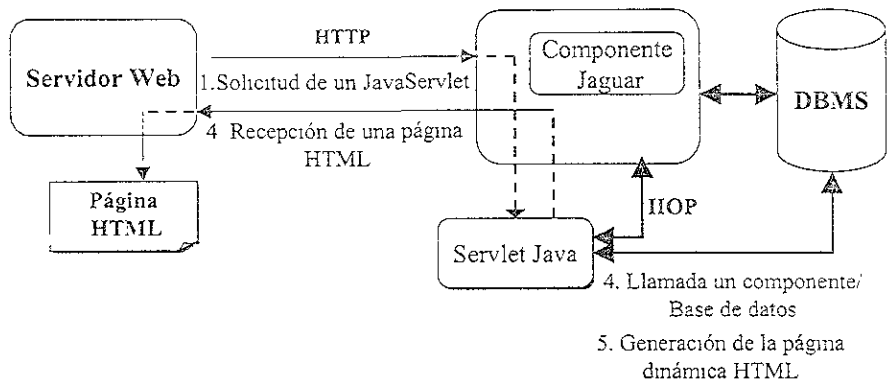 HTTP
Servidor Web
1.Solicitud de un JavaServlet
4 Recepción de una página
HTML
Página
HTML
Componente
Jaguar
DBMS
IIOP
Servlet Java
4. Llamada un componente/
Base de datos
5. Generación de la página
dinámica HTML